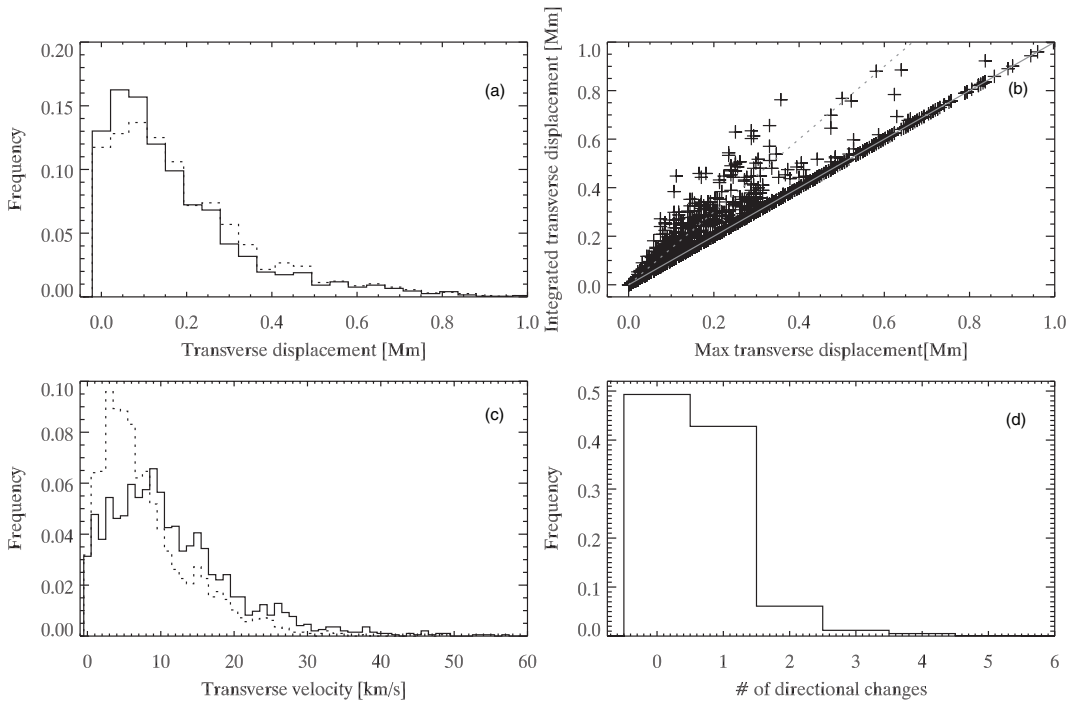 0.20
0.15
0.10
0.05
0.00
Frequency
(a)
0.0 0.2 0.4 0.6 0.8 1.0
Transverse displacement [Mm]
1.0
0.8
0.6
0.4
0.2
0.0
Integrated transverse displacement [Mm]
(b)
0.0 0.2 0.4 0.6 0.8 1.0
Max transverse displacement[Mm]
0.10
0.08
0.06
0.04
0.02
0.00
Frequency
(c)
0 10 20 30 40 50 60
Transverse velocity [km/s]
0.5
0.4
0.3
0.2
0.1
0.0
Frequency
(d)
0 1 2 3 4 5 6
# of directional changes